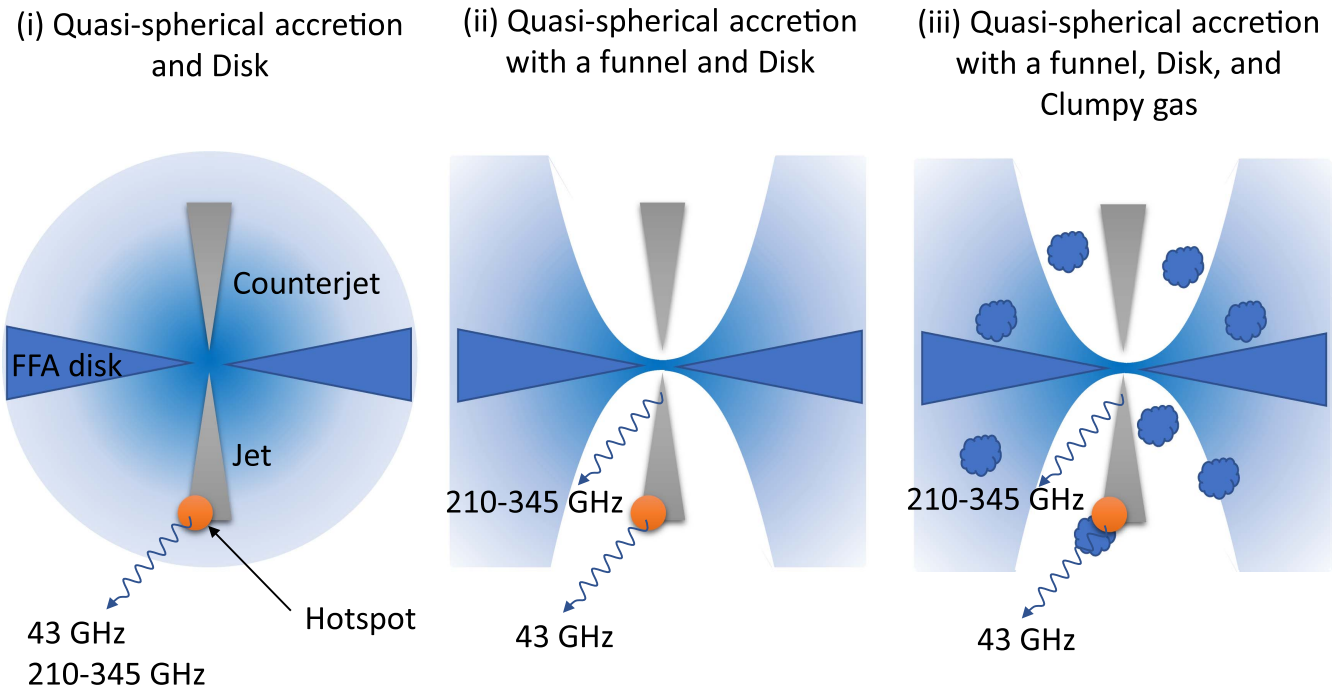 (i) Quasi-spherical accretion
and Disk
(ii) Quasi-spherical accretion
with a funnel and Disk
(iii) Quasi-spherical accretion
with a funnel, Disk, and
Clumpy gas
Counterjet
FFA disk
Jet
Hotspot
43 GHz
210-345 GHz
210-345 GHz
43 GHz
210-345 GHz
43 GHz